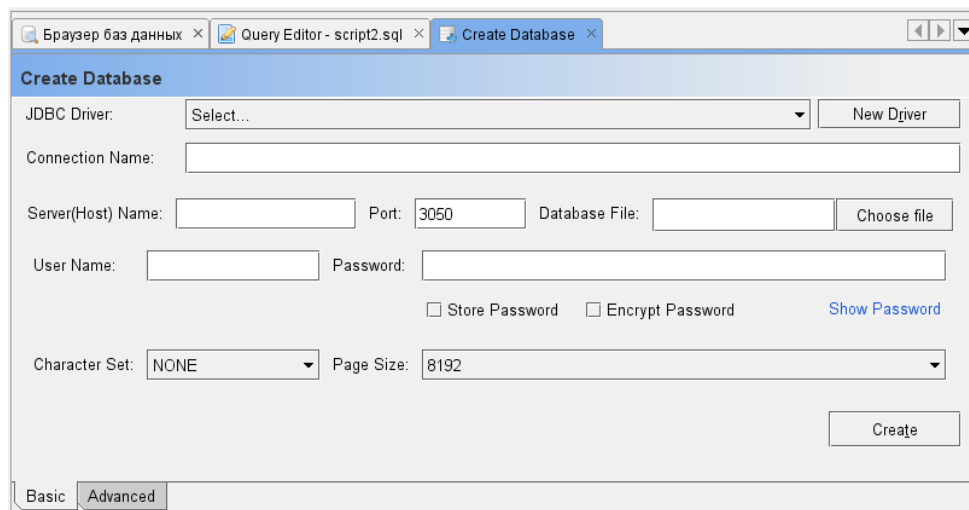 Браузер баз данных × Query Editor - script2.sql × Create Database ×
Create Database
JDBC Driver: Select... New Driver
Connection Name:
Server(Host) Name: Port: 3050 Database File: Choose file
User Name: Password:
Store Password Encrypt Password Show Password
Character Set: NONE Page Size: 8192
Create
Basic Advanced